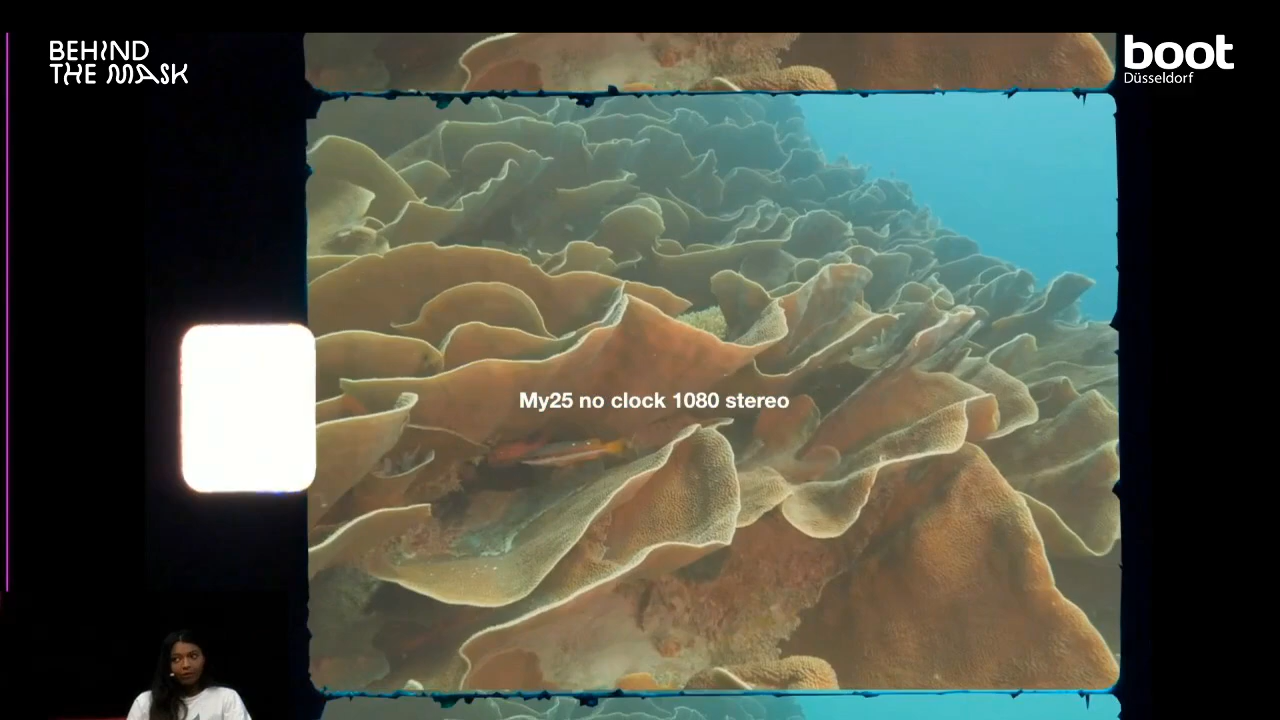 BEHIND
THE MASK
boot
Düsseldorf
My25 no clock 1080 stereo